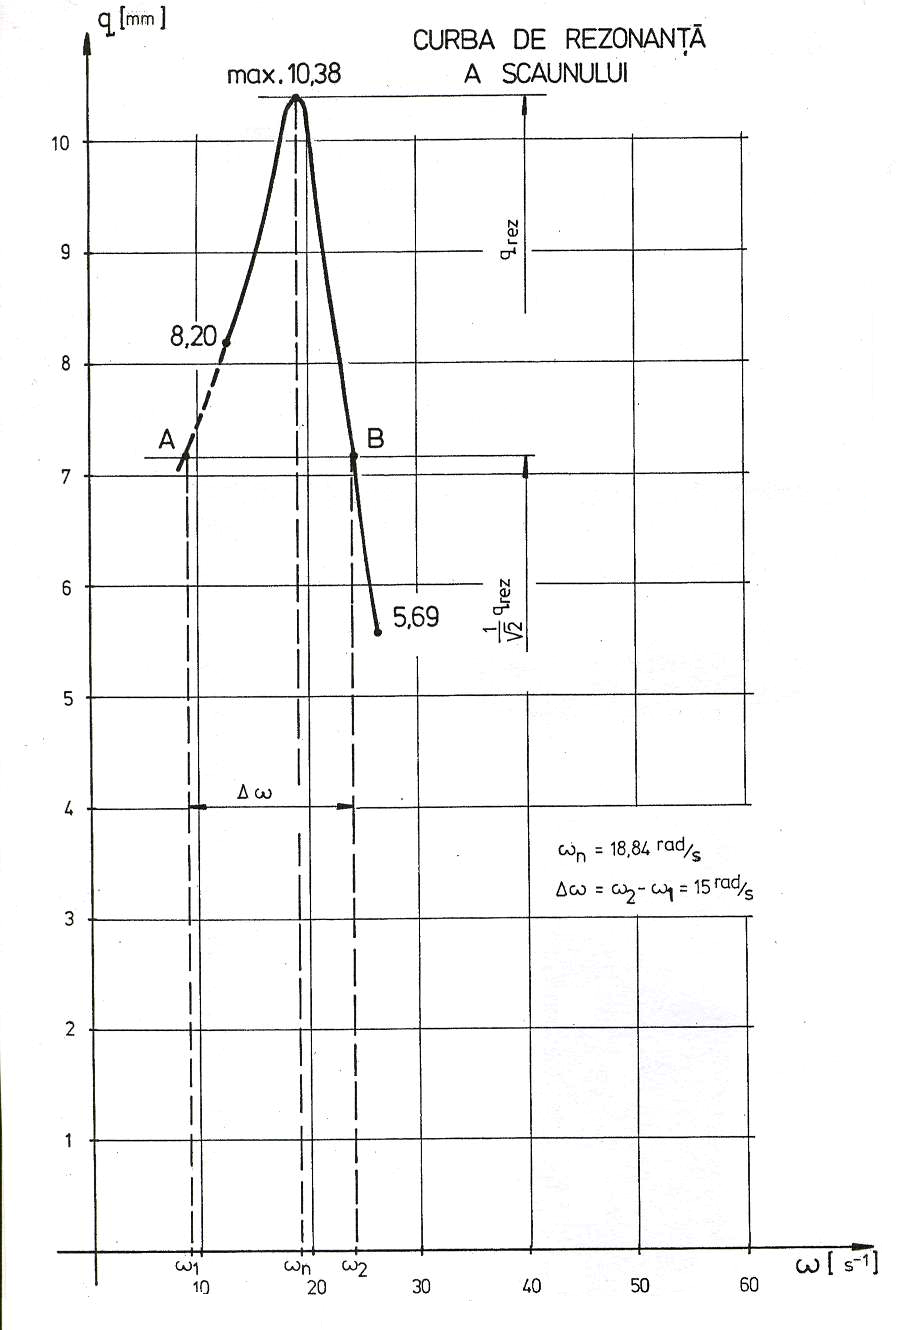 q [mm]
CURBA DE REZONANȚĂ
A SCAUNULUI
max. 10,38
10
q rez
9
8,20
8
A
B
7
6
1/√2 q rez
5,69
5
Δω
4
ωn = 18,84 rad/s
Δω = ω2 - ω1 = 15 rad/s
3
2
1
ω1 ωn ω2
ω [ s-1]
10 20 30 40 50 60